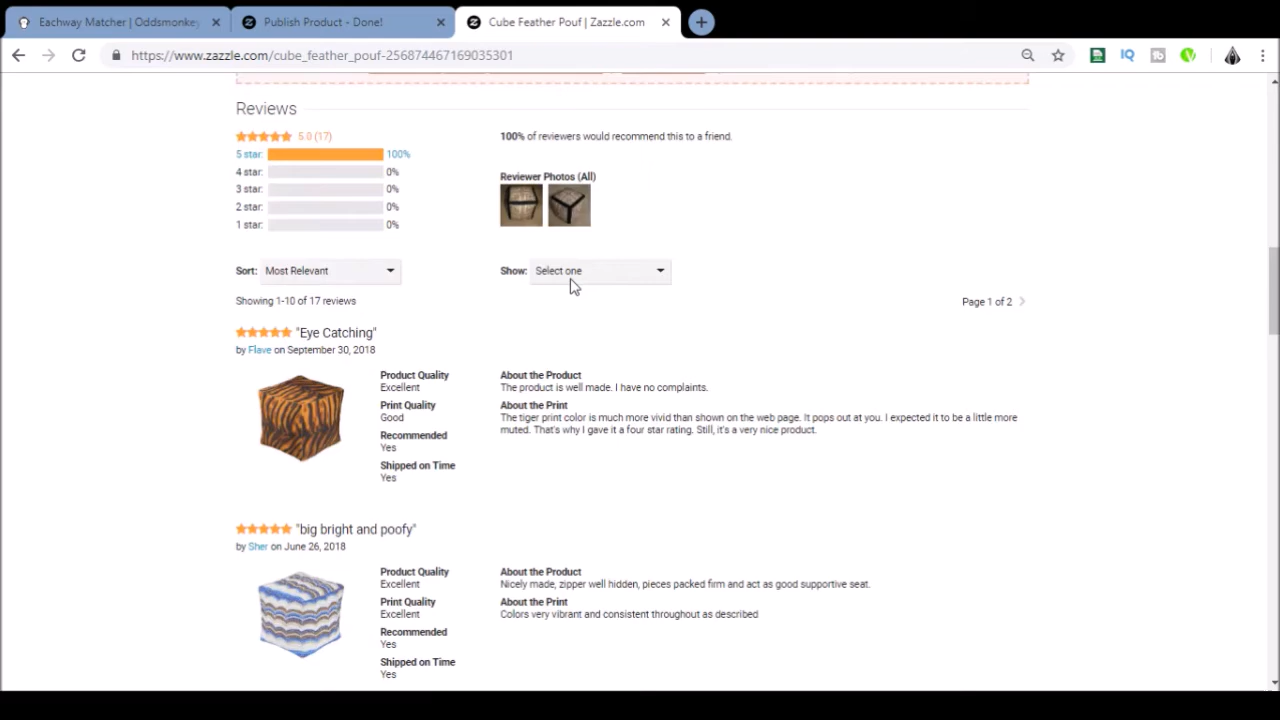 Eachway Matcher | Oddsmonkey
Publish Product - Done!
Cube Feather Pouf | Zazzle.com
https://www.zazzle.com/cube_feather_pouf-256874467169035301
Reviews
5.0 (17)
100% of reviewers would recommend this to a friend.
5 star: 100%
4 star: 0%
Reviewer Photos (All)
3 star: 0%
2 star: 0%
1 star: 0%
Sort: Most Relevant
Show: Select one
Showing 1-10 of 17 reviews
Page 1 of 2
"Eye Catching"
by Flave on September 30, 2018
Product Quality
Excellent
Print Quality
Good
Recommended
Yes
Shipped on Time
Yes
About the Product
The product is well made. I have no complaints.
About the Print
The tiger print color is much more vivid than shown on the web page. It pops out at you. I expected it to be a little more
muted. That's why I gave it a four star rating. Still, it's a very nice product.
"big bright and poofy"
by Sher on June 26, 2018
Product Quality
Excellent
Print Quality
Excellent
Recommended
Yes
Shipped on Time
Yes
About the Product
Nicely made, zipper well hidden, pieces packed firm and act as good supportive seat.
About the Print
Colors very vibrant and consistent throughout as described